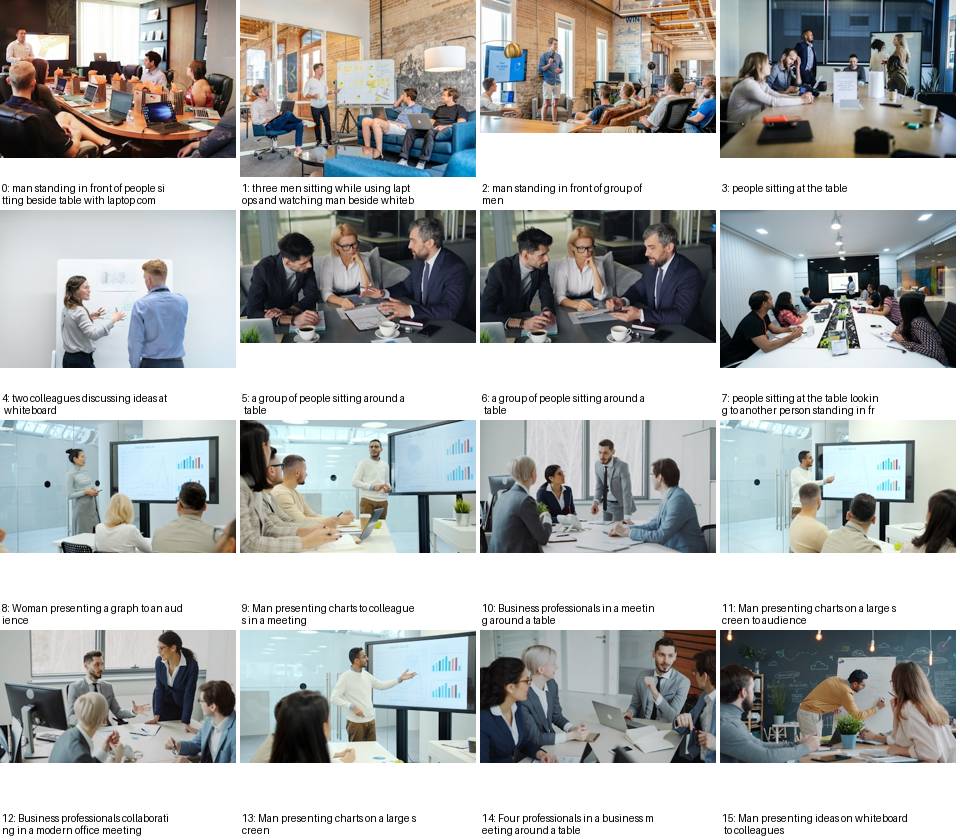 0: man standing in front of people si
tting beside table with laptop com
1: three men sitting while using lapt
ops and watching man beside whiteb
2: man standing in front of group of
men
3: people sitting at the table
4: two colleagues discussing ideas at
whiteboard
5: a group of people sitting around a
table
6: a group of people sitting around a
table
7: people sitting at the table lookin
g to another person standing in fr
8: Woman presenting a graph to an aud
ience
9: Man presenting charts to colleague
s in a meeting
10: Business professionals in a meetin
g around a table
11: Man presenting charts on a large s
creen to audience
12: Business professionals collaborati
ng in a modern office meeting
13: Man presenting charts on a large s
creen
14: Four professionals in a business m
eeting around a table
15: Man presenting ideas on whiteboard
to colleagues